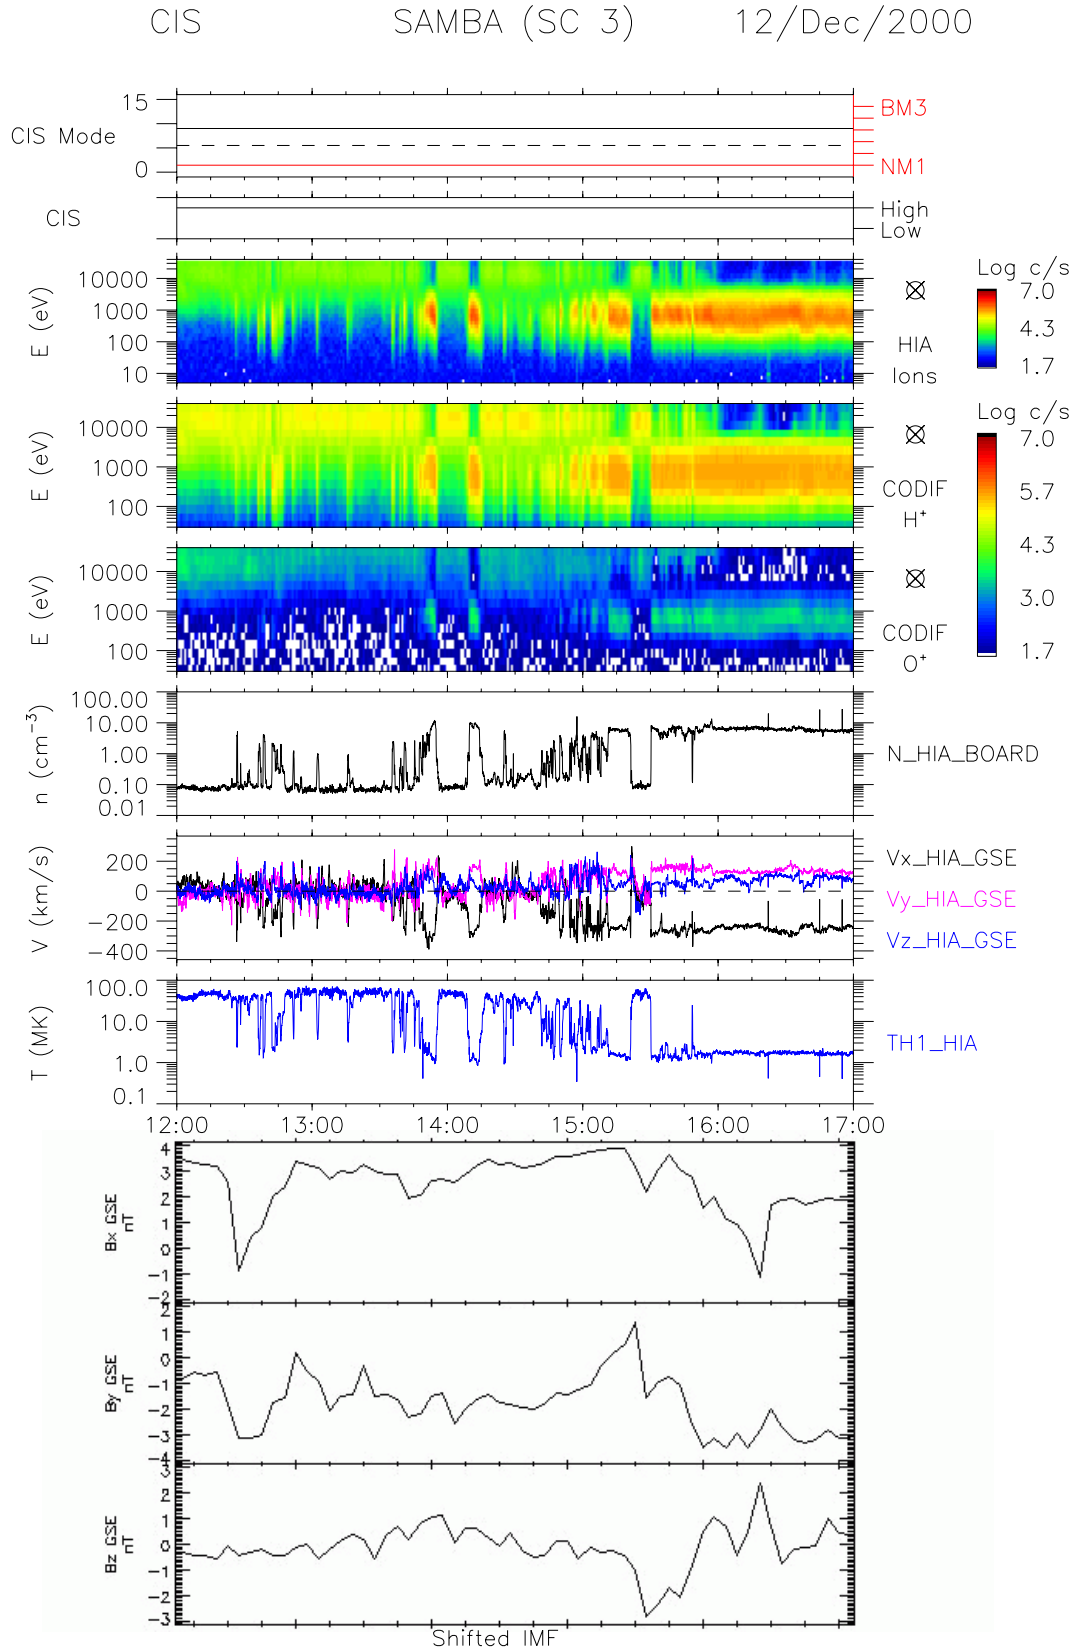 CIS SAMBA (SC 3) 12/Dec/2000
15
CIS Mode
0
BM3
NM1
CIS
High
Low
E (eV)
10000
1000
100
10
HIA
Ions
Log c/s
7.0
4.3
1.7
E (eV)
10000
1000
100
CODIF
H+
Log c/s
7.0
5.7
4.3
3.0
1.7
E (eV)
10000
1000
100
CODIF
O+
n (cm-3)
100.00
10.00
1.00
0.10
0.01
N_HIA_BOARD
V (km/s)
200
0
-200
-400
Vx_HIA_GSE
Vy_HIA_GSE
Vz_HIA_GSE
T (MK)
100.0
10.0
1.0
0.1
TH1_HIA
12:00 13:00 14:00 15:00 16:00 17:00
Bx GSE
nT
4
3
2
1
0
-1
-2
By GSE
nT
2
1
0
-1
-2
-3
-4
Bz GSE
nT
3
2
1
0
-1
-2
-3
Shifted IMF